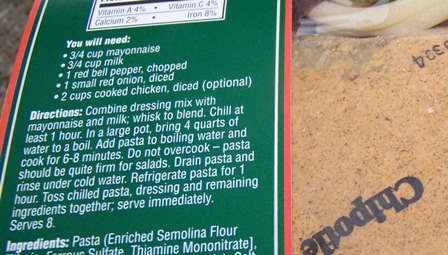 Vitamin A 4% • Vitamin C 4%
Calcium 2% • Iron 8%
You will need:
• 3/4 cup mayonnaise
• 3/4 cup milk
• 1 red bell pepper, chopped
• 1 small red onion, diced
• 2 cups cooked chicken, diced (optional)
Directions: Combine dressing mix with
mayonnaise and milk; whisk to blend. Chill at
least 1 hour. In a large pot, bring 4 quarts of
water to a boil. Add pasta to boiling water and
cook for 6-8 minutes. Do not overcook – pasta
should be quite firm for salads. Drain pasta and
rinse under cold water. Refrigerate pasta for 1
hour. Toss chilled pasta, dressing and remaining
ingredients together; serve immediately.
Serves 8.
Ingredients: Pasta (Enriched Semolina Flour
Ferrous Sulfate, Thiamine Mononitrate],
334
Chipotle